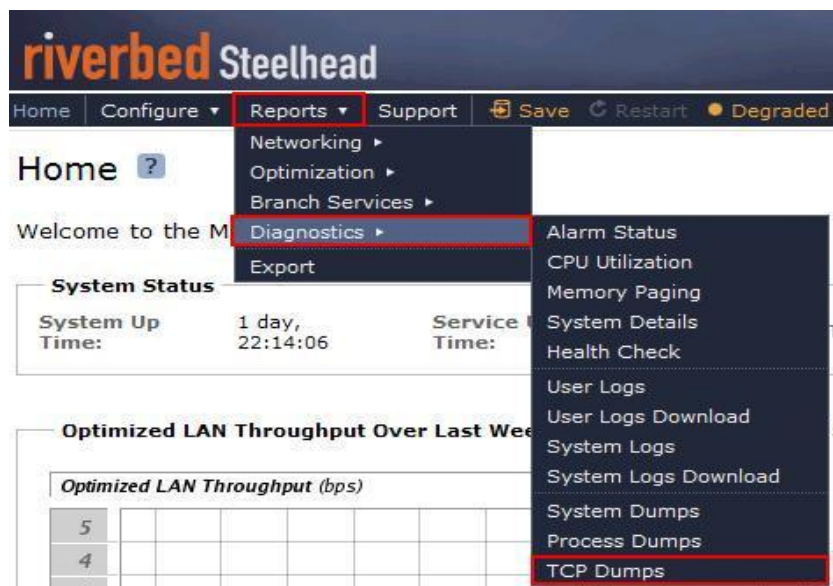 riverbed Steelhead
Home Configure ▾ Reports ▾ Support Save Restart Degraded
Home ?
Welcome to the M
Networking ▸
Optimization ▸
Branch Services ▸
Diagnostics ▸
Export
Alarm Status
CPU Utilization
Memory Paging
System Details
Health Check
User Logs
User Logs Download
System Logs
System Logs Download
System Dumps
Process Dumps
TCP Dumps
System Status
System Up Time:
1 day, 22:14:06
Service
Time:
Optimized LAN Throughput Over Last Wee
Optimized LAN Throughput (bps)
5
4